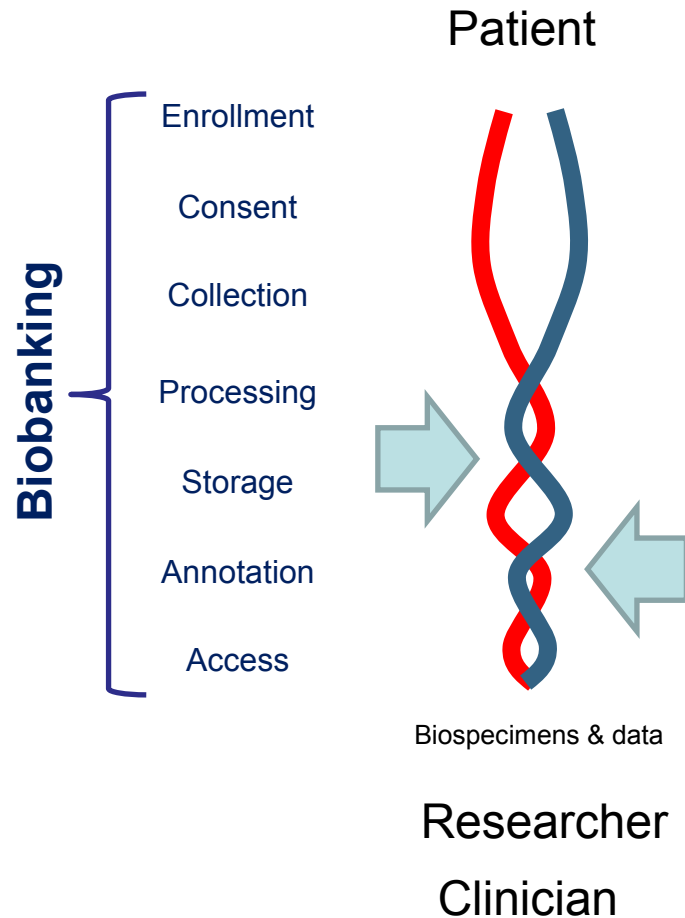 Patient
Biobanking
Enrollment
Consent
Collection
Processing
Storage
Annotation
Access
Biospecimens & data
Researcher
Clinician